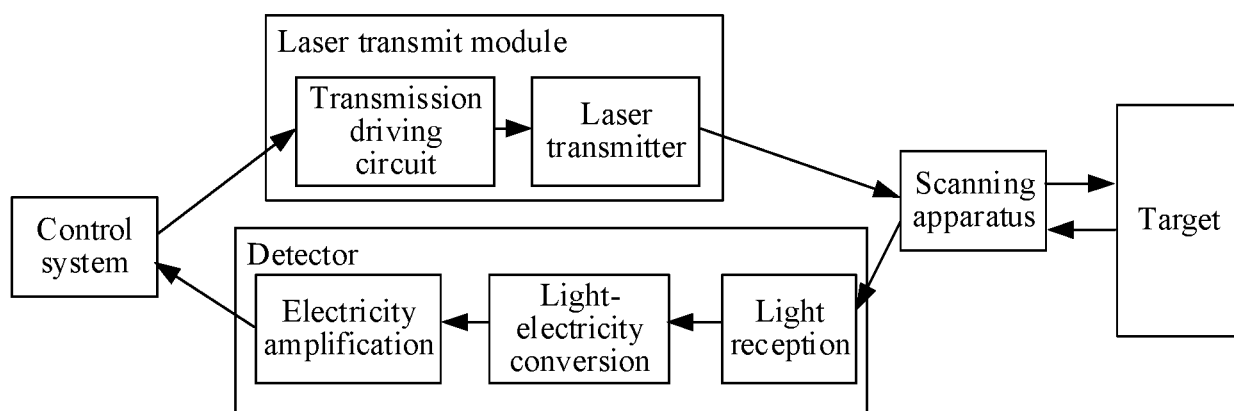 Laser transmit module
Transmission
driving
circuit
Laser
transmitter
Scanning
apparatus
Target
Control
system
Detector
Electricity
amplification
Light-
electricity
conversion
Light
reception